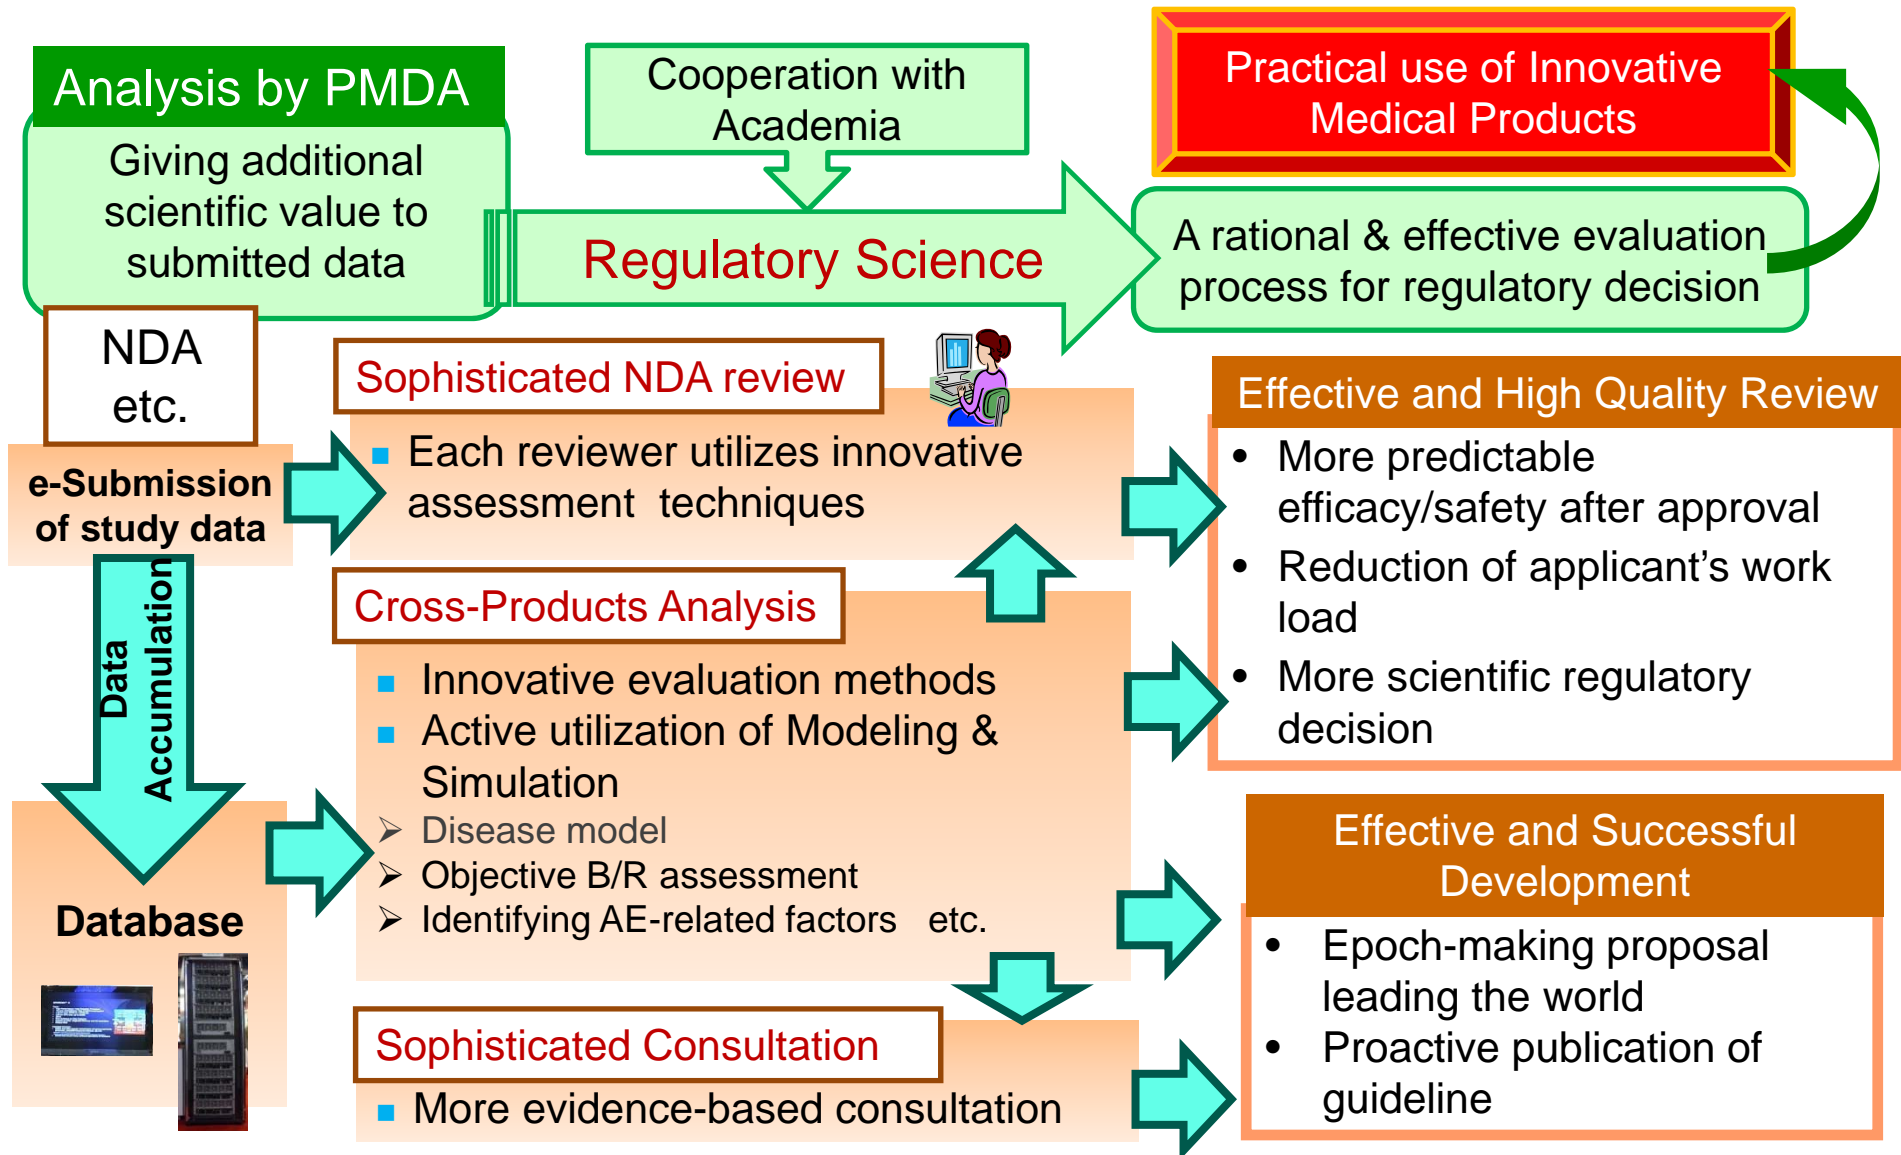 Analysis by PMDA
Giving additional
scientific value to
submitted data
Cooperation with
Academia
Regulatory Science
Practical use of Innovative
Medical Products
A rational & effective evaluation
process for regulatory decision
NDA
etc.
e-Submission
of study data
Data
Accumulation
Database
Sophisticated NDA review
■ Each reviewer utilizes innovative
assessment techniques
Cross-Products Analysis
■ Innovative evaluation methods
■ Active utilization of Modeling &
Simulation
➢ Disease model
➢ Objective B/R assessment
➢ Identifying AE-related factors etc.
Sophisticated Consultation
■ More evidence-based consultation
Effective and High Quality Review
• More predictable
efficacy/safety after approval
• Reduction of applicant’s work
load
• More scientific regulatory
decision
Effective and Successful
Development
• Epoch-making proposal
leading the world
• Proactive publication of
guideline